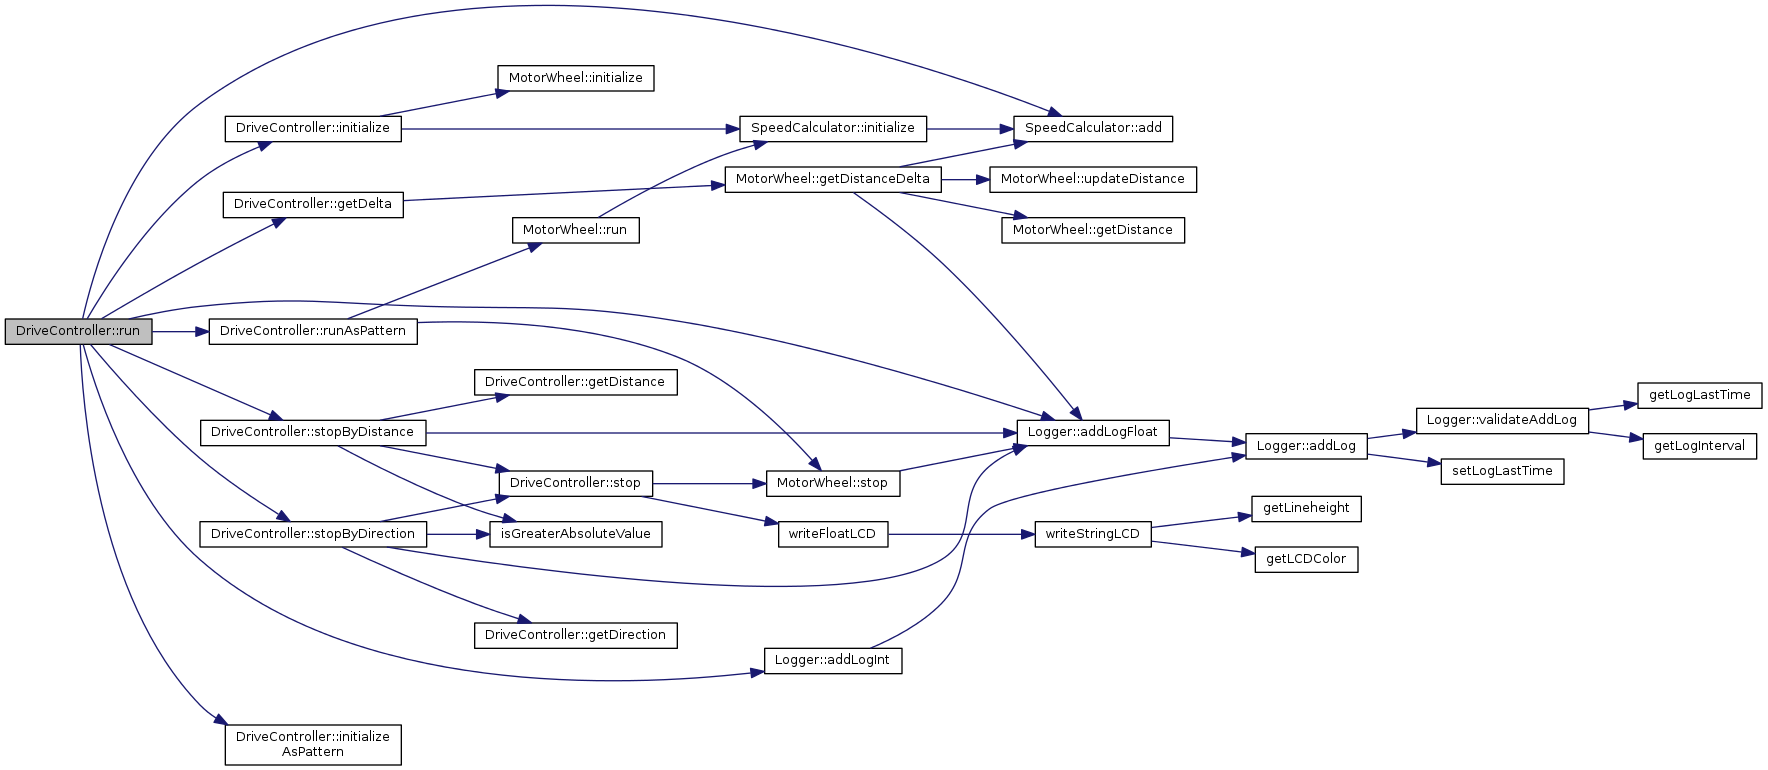 MotorWheel::initialize
DriveController::initialize
SpeedCalculator::initialize
SpeedCalculator::add
MotorWheel::getDistanceDelta
MotorWheel::updateDistance
DriveController::getDelta
MotorWheel::run
MotorWheel::getDistance
DriveController::run
DriveController::runAsPattern
DriveController::getDistance
getLogLastTime
Logger::validateAddLog
DriveController::stopByDistance
Logger::addLogFloat
Logger::addLog
getLogInterval
setLogLastTime
DriveController::stop
MotorWheel::stop
getLineheight
DriveController::stopByDirection
isGreaterAbsoluteValue
writeFloatLCD
writeStringLCD
getLCDColor
DriveController::getDirection
Logger::addLogInt
DriveController::initialize
AsPattern